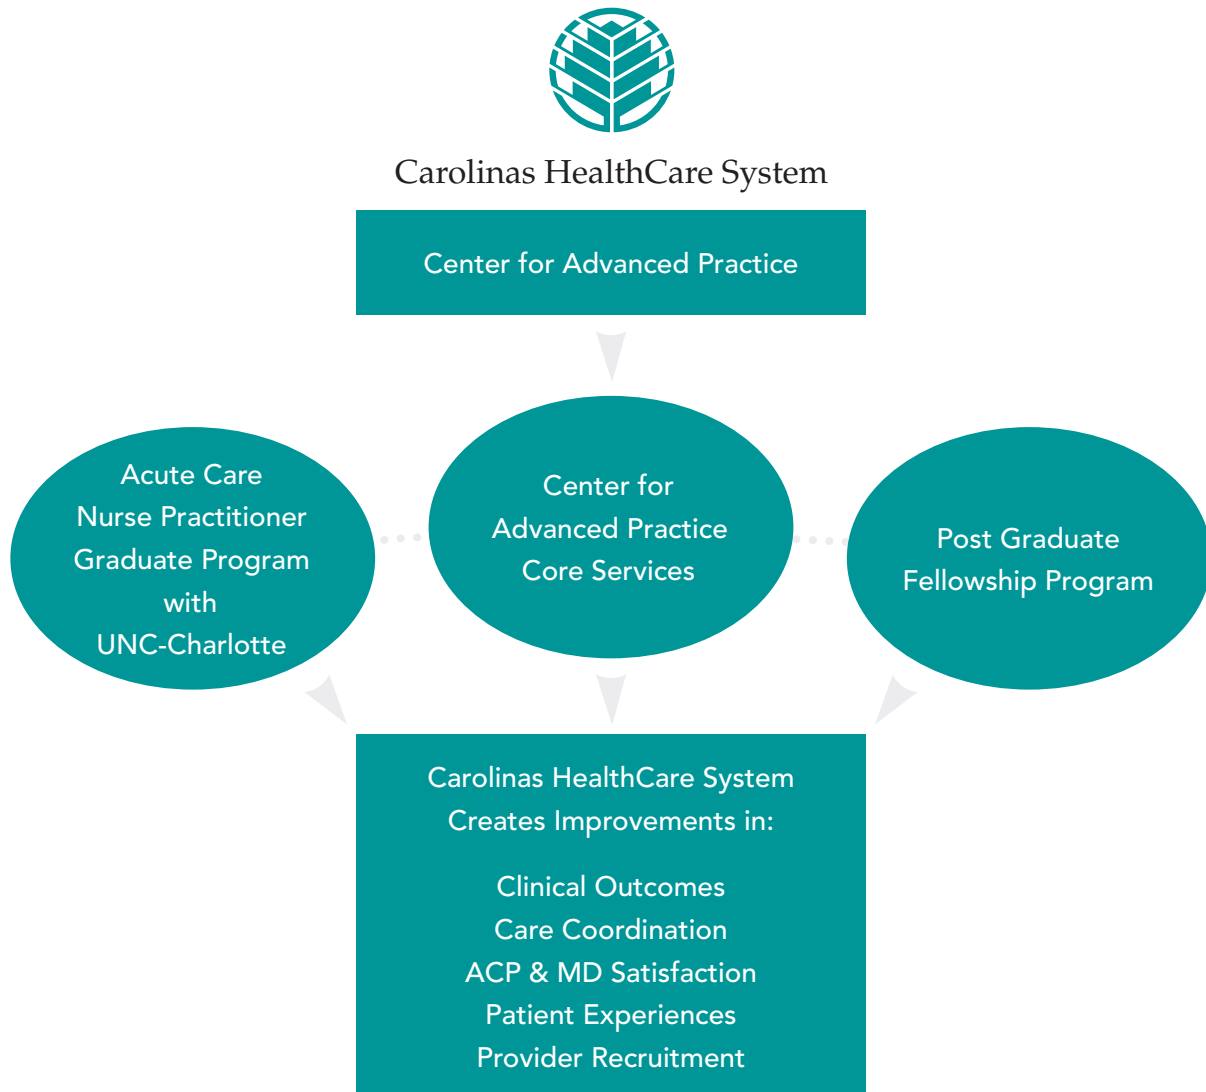 Carolinas HealthCare System
Center for Advanced Practice
Acute Care
Nurse Practitioner
Graduate Program
with
UNC-Charlotte
Center for
Advanced Practice
Core Services
Post Graduate
Fellowship Program
Carolinas HealthCare System
Creates Improvements in:
Clinical Outcomes
Care Coordination
ACP & MD Satisfaction
Patient Experiences
Provider Recruitment